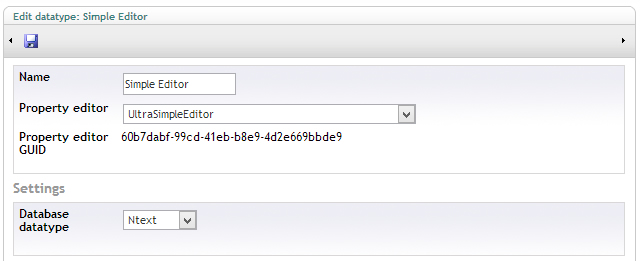 Edit datatype: Simple Editor
Name
Simple Editor
Property editor
UltraSimpleEditor
Property editor
GUID
60b7dabf-99cd-41eb-b8e9-4d2e669bbde9
Settings
Database
datatype
Ntext